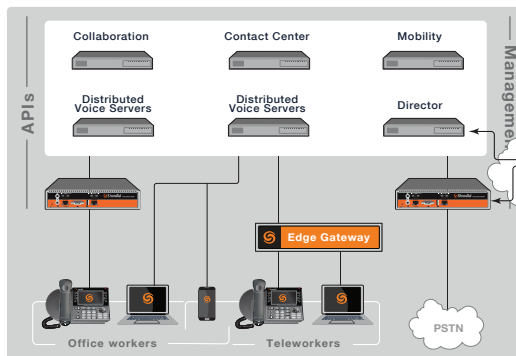 Collaboration
Contact Center
Mobility
Distributed
Voice Servers
Distributed
Voice Servers
Director
APIs
Manageme
Edge Gateway
Office workers
Teleworkers
PSTN